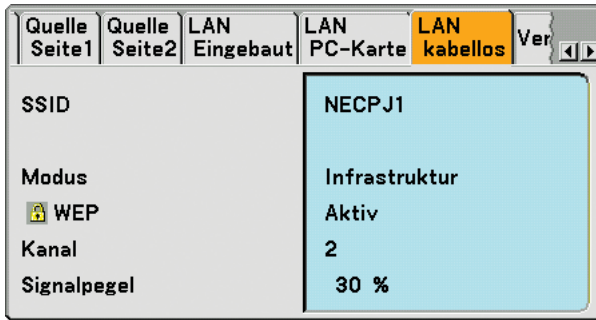 Quelle Seite1
Quelle Seite2
LAN Eingebaut
LAN PC-Karte
LAN kabellos
Ver
SSID NECPJ1
Modus Infrastruktur
WEP Aktiv
Kanal 2
Signalpegel 30 %